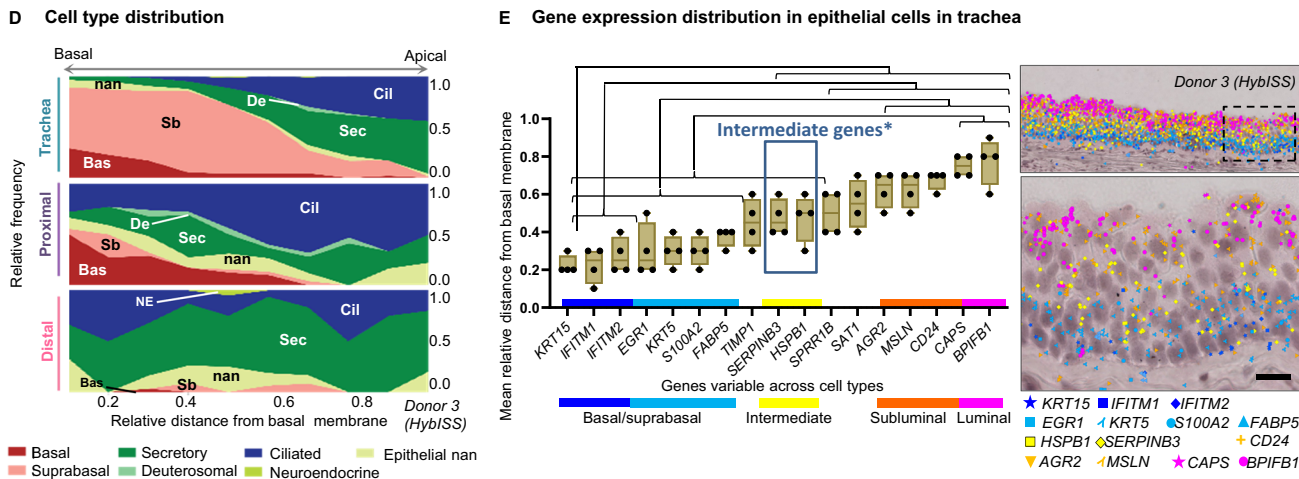 D Cell type distribution
Basal Apical
Trachea
Proximal
Distal
Relative frequency
nan
Sb
Bas
De
Sec
Cil
1.0
0.5
0.0
De
Sb
Bas
Sec
nan
Cil
1.0
0.5
0.0
NE
Bas
Sb
nan
Sec
Cil
1.0
0.5
0.0
0.2 0.4 0.6 0.8
Relative distance from basal membrane
Donor 3
(HybISS)
Basal Secretory Ciliated Epithelial nan
Suprabasal Deuterosomal Neuroendocrine
E Gene expression distribution in epithelial cells in trachea
Mean relative distance from basal membrane
1.0
0.8
0.6
0.4
0.2
0.0
Intermediate genes*
KRT15
IFITM1
IFITM2
EGR1
KRT5
S100A2
FABP5
TIMP1
SERPINB3
HSPB1
SPRR1B
SAT1
AGR2
MSLN
CD24
CAPS
BPIFB1
Genes variable across cell types
Basal/suprabasal Intermediate Subluminal Luminal
Donor 3 (HybISS)
KRT15 IFITM1 IFITM2
EGR1 KRT5 S100A2 FABP5
HSPB1 SERPINB3 CD24
AGR2 MSLN CAPS BPIFB1